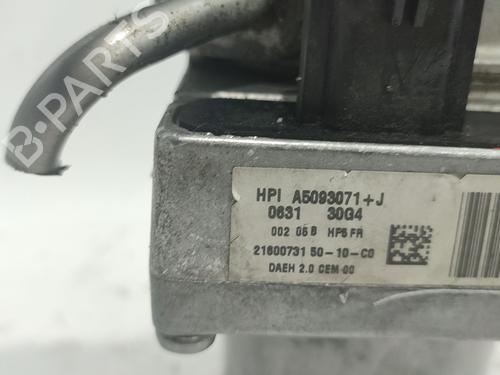 B-PARTS
HPI A5093071+J
0631 30G4
002 05 B HP5 FR
21600731 50-10-C0
DAEH 2.0 CEM 00